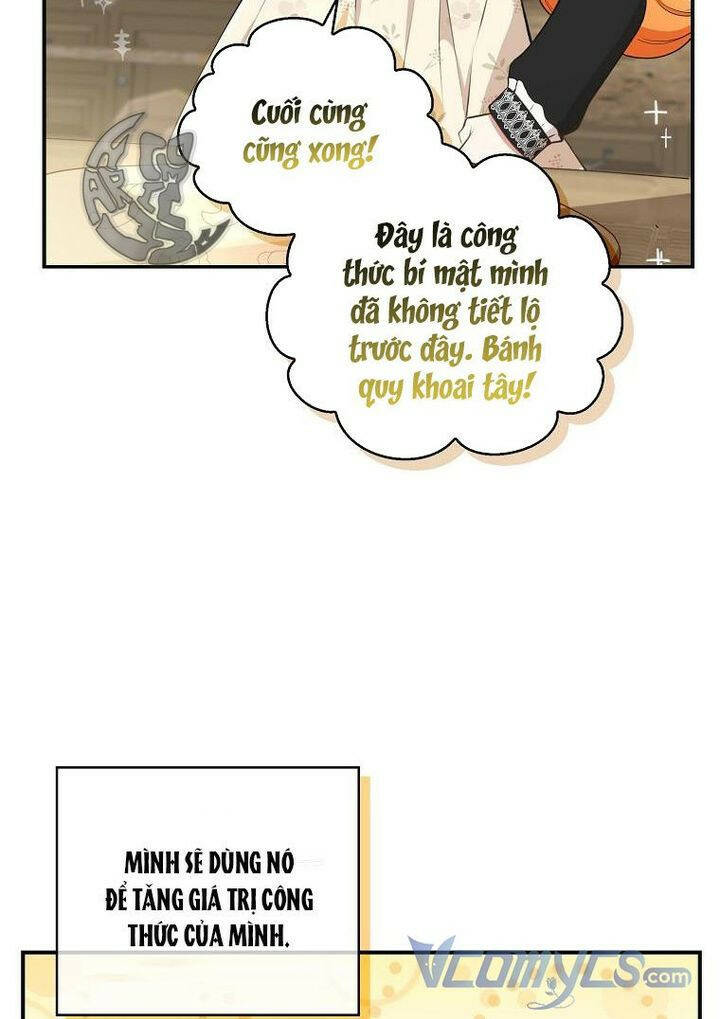 Cuối cùng
cũng xong!
Đây là công
thức bí mật mình
đã không tiết lộ
trước đây. Bánh
quy khoai tây!
MÌNH SẼ DÙNG NÓ
ĐỂ TĂNG GIÁ TRỊ CÔNG
THỨC CỦA MÌNH.
VCOMYCS.com